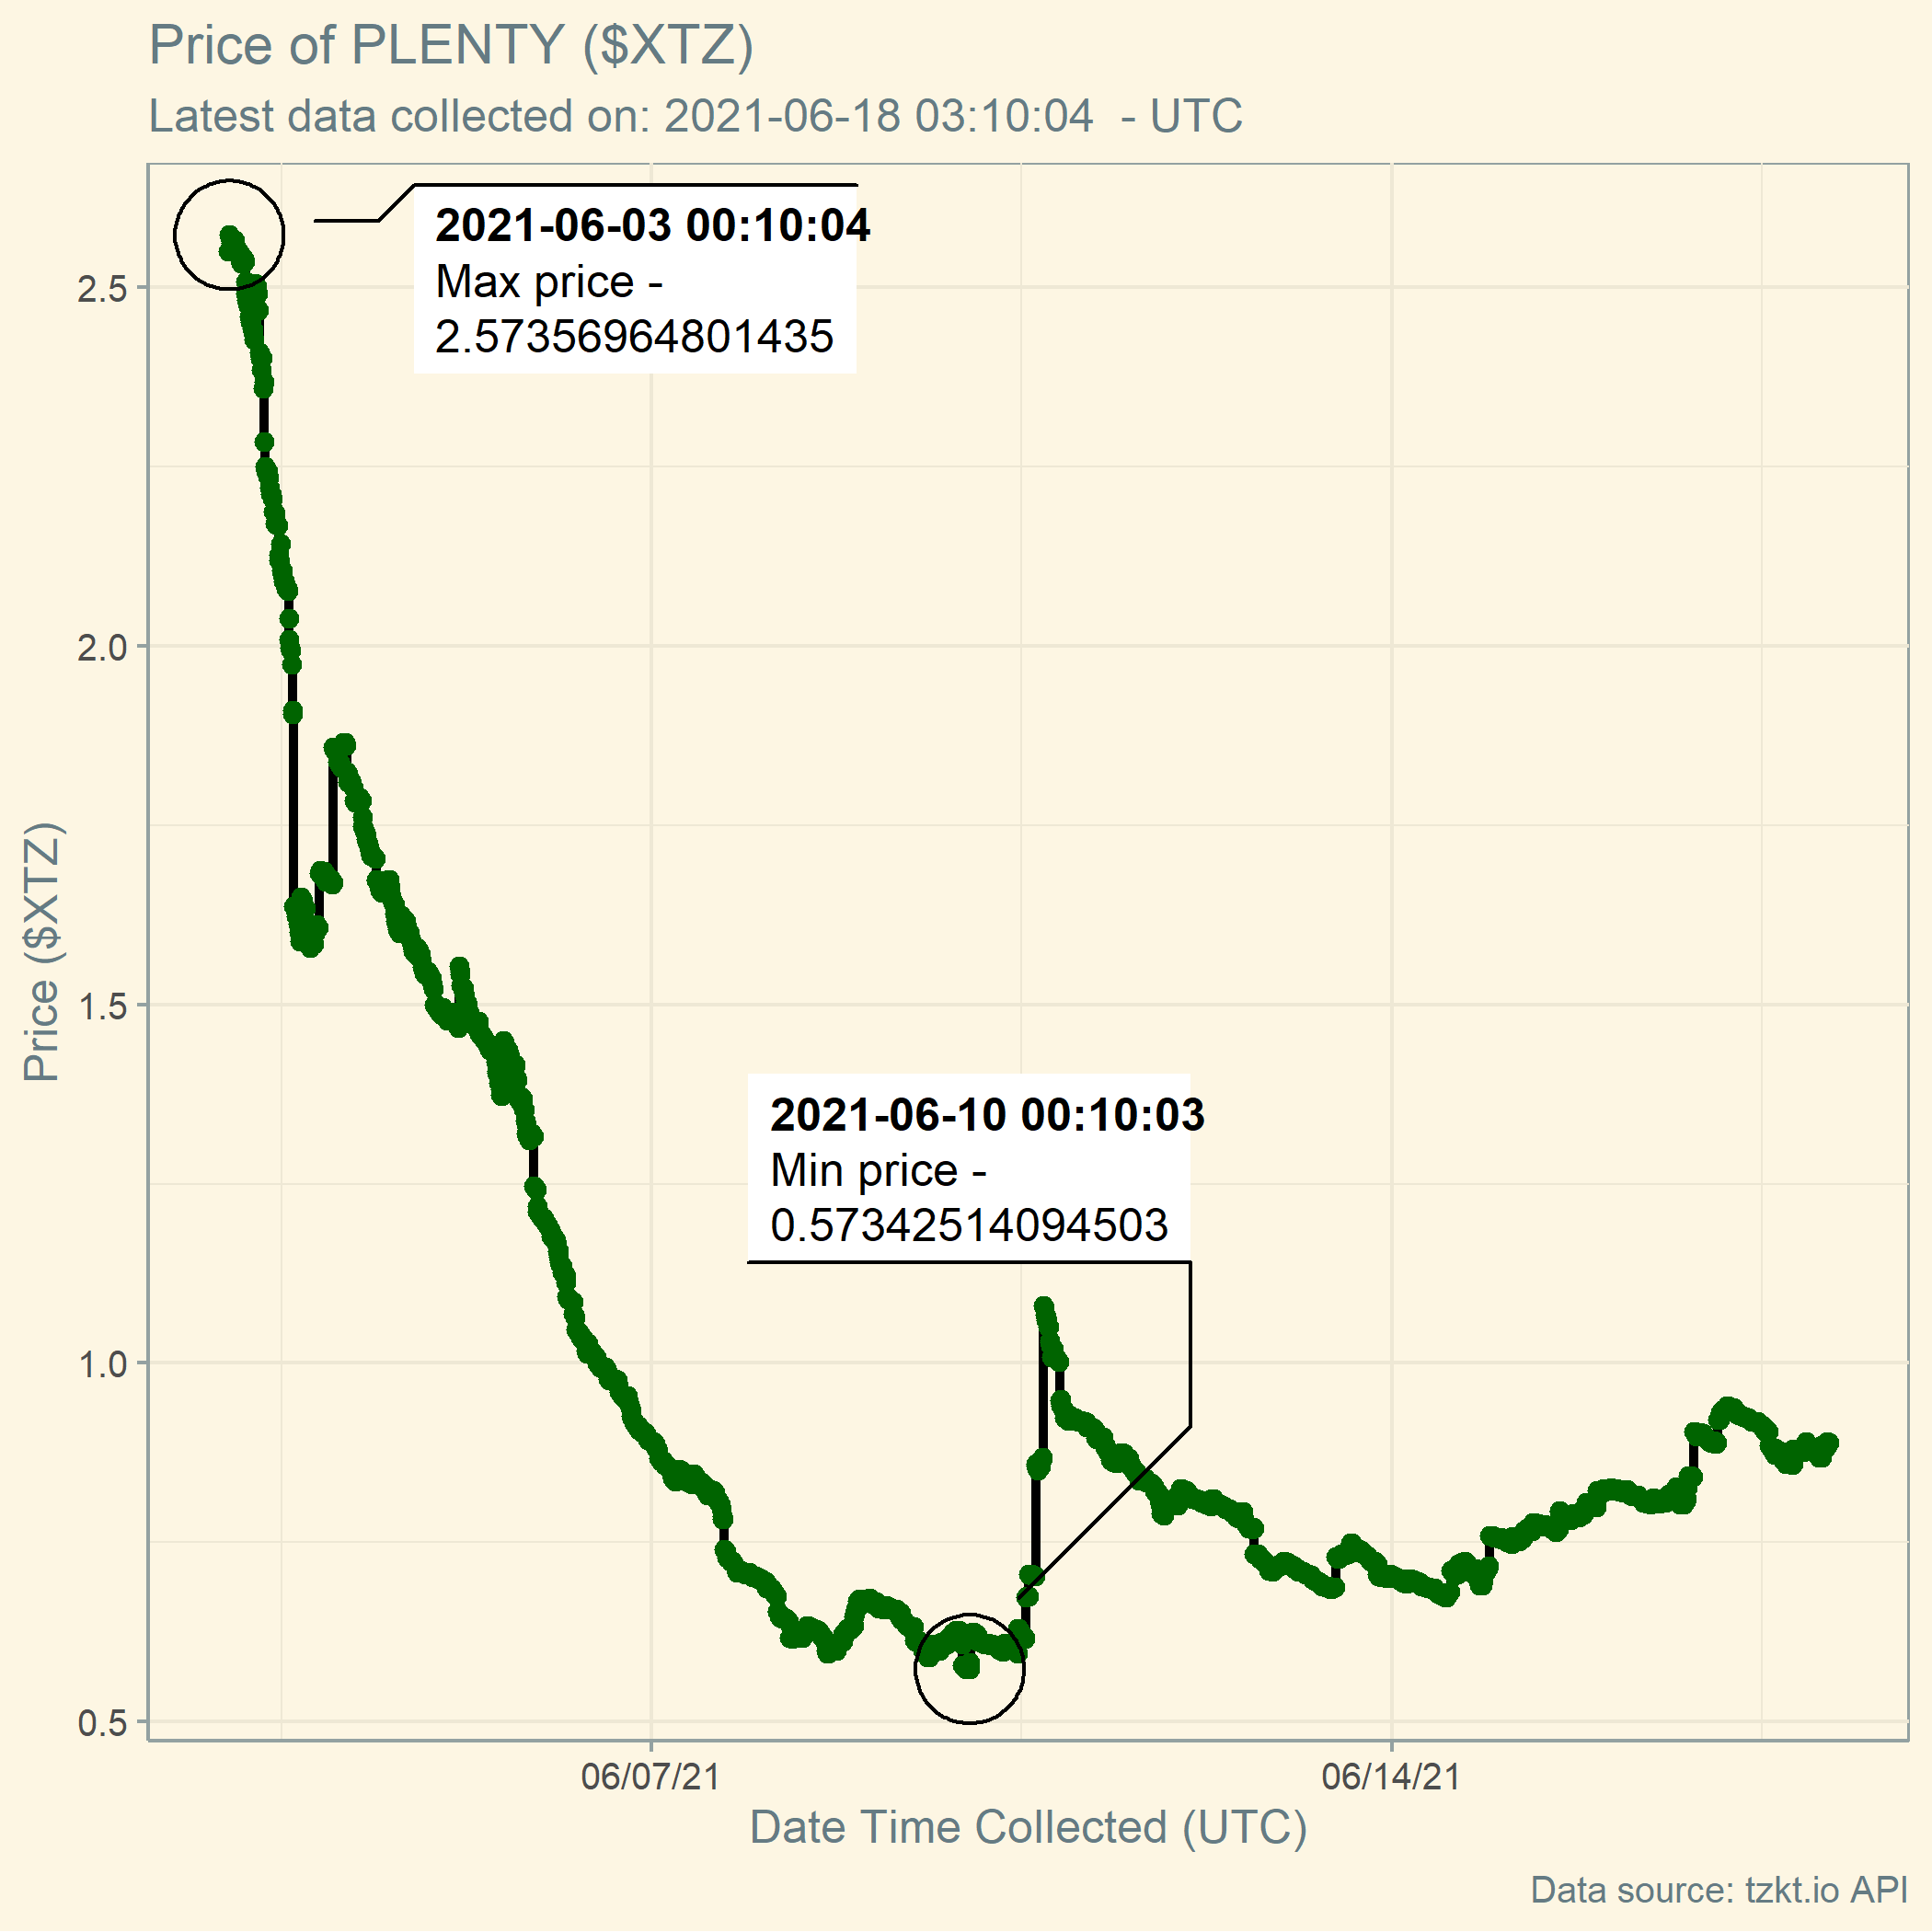 Price of PLENTY ($XTZ)
Latest data collected on: 2021-06-18 03:10:04  - UTC
2021-06-03 00:10:04
Max price -
2.57356964801435
2.5
2.0
1.5
1.0
0.5
Price ($XTZ)
2021-06-10 00:10:03
Min price -
0.57342514094503
06/07/21
06/14/21
Date Time Collected (UTC)
Data source: tzkt.io API